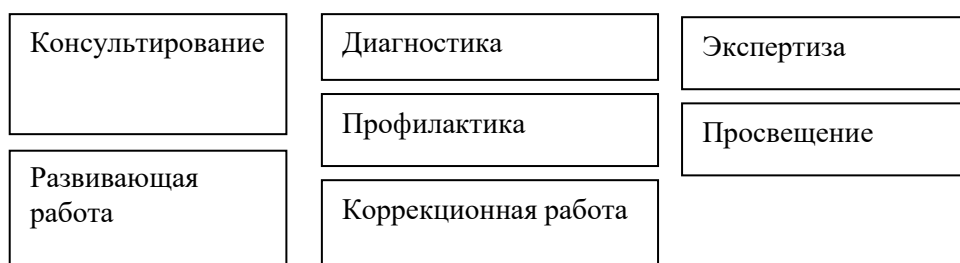 Консультирование
Развивающая
работа
Диагностика
Профилактика
Коррекционная работа
Экспертиза
Просвещение